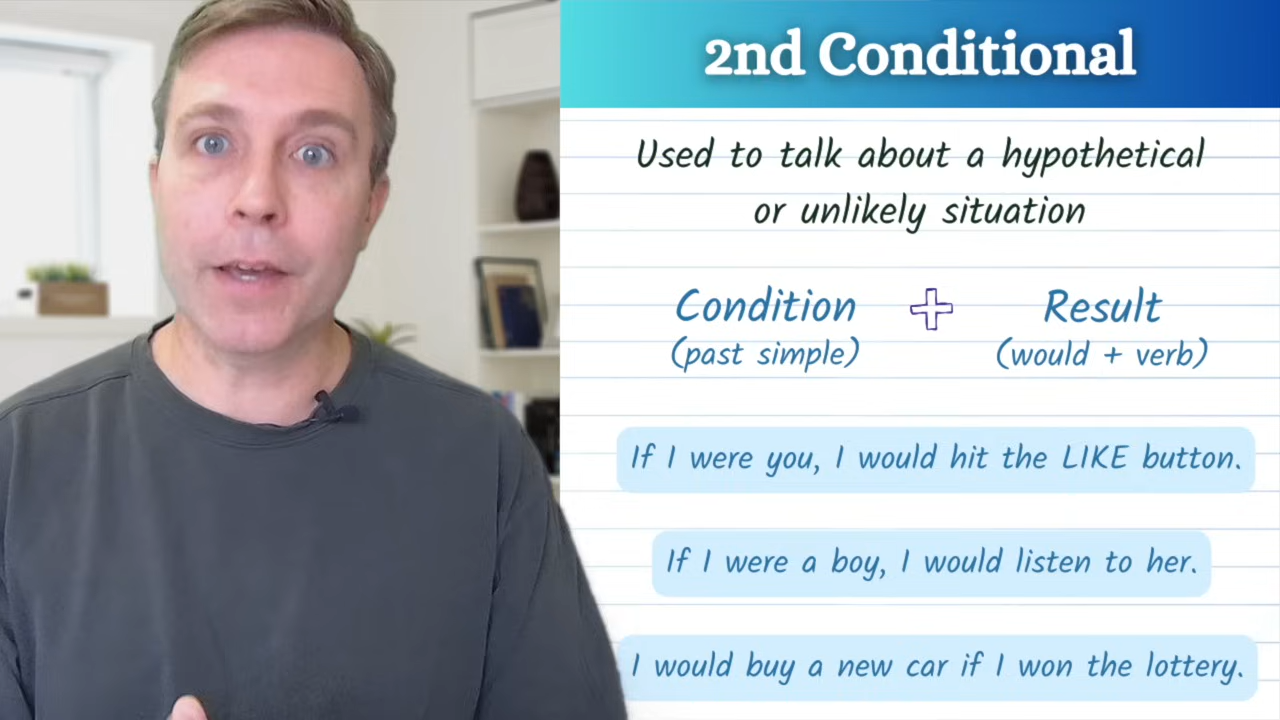 2nd Conditional
Used to talk about a hypothetical
or unlikely situation
Condition + Result
(past simple) (would + verb)
If I were you, I would hit the LIKE button.
If I were a boy, I would listen to her.
I would buy a new car if I won the lottery.